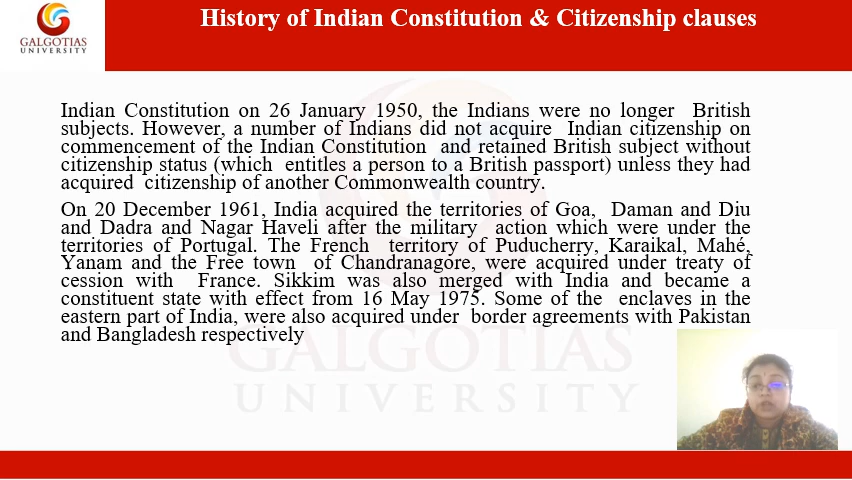 GALGOTIAS
UNIVERSITY
History of Indian Constitution & Citizenship clauses
Indian Constitution on 26 January 1950, the Indians were no longer British
subjects. However, a number of Indians did not acquire Indian citizenship on
commencement of the Indian Constitution and retained British subject without
citizenship status (which entitles a person to a British passport) unless they had
acquired citizenship of another Commonwealth country.
On 20 December 1961, India acquired the territories of Goa, Daman and Diu
and Dadra and Nagar Haveli after the military action which were under the
territories of Portugal. The French territory of Puducherry, Karaikal, Mahé,
Yanam and the Free town of Chandranagore, were acquired under treaty of
cession with France. Sikkim was also merged with India and became a
constituent state with effect from 16 May 1975. Some of the enclaves in the
eastern part of India, were also acquired under border agreements with Pakistan
and Bangladesh respectively
GALGOTIAS
UNIVERSITY